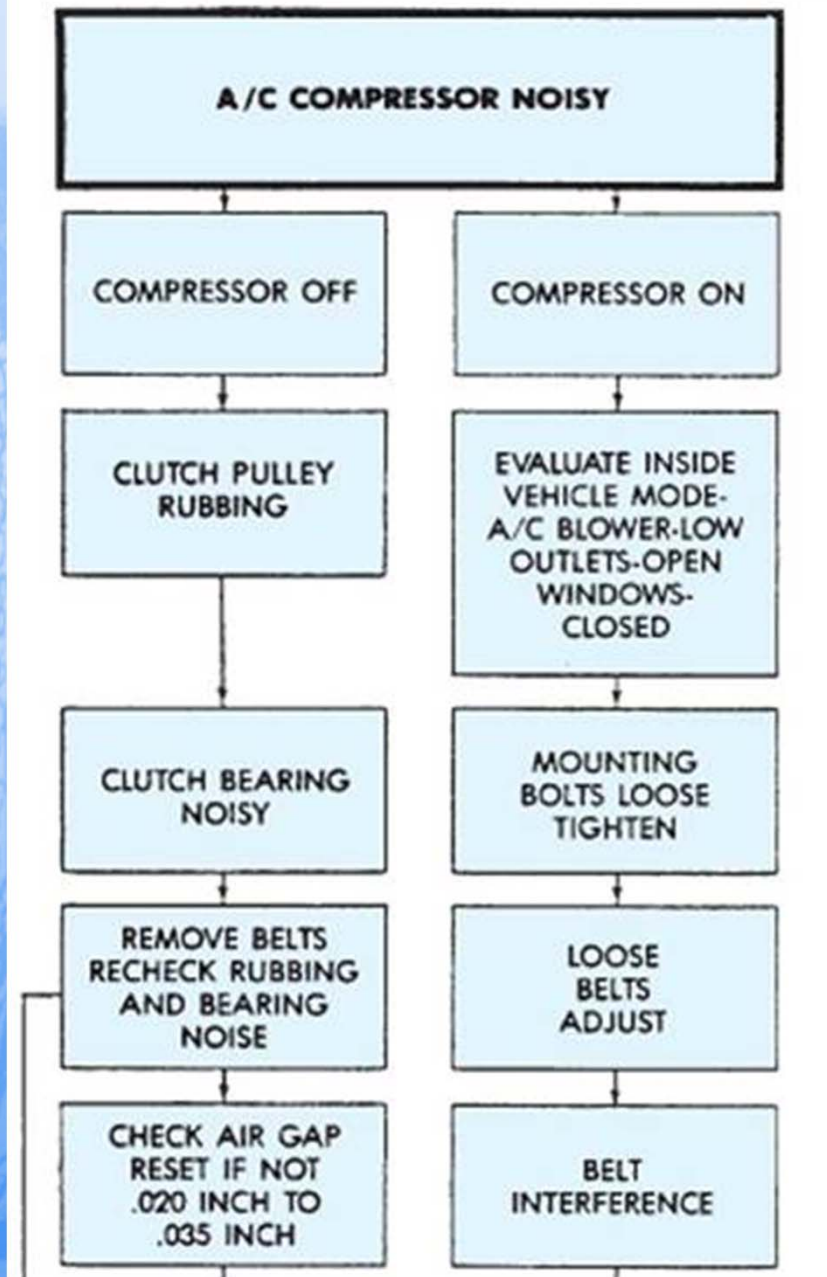 A/C COMPRESSOR NOISY
COMPRESSOR OFF
CLUTCH PULLEY
RUBBING
CLUTCH BEARING
NOISY
REMOVE BELTS
RECHECK RUBBING
AND BEARING
NOISE
CHECK AIR GAP
RESET IF NOT
.020 INCH TO
.035 INCH
COMPRESSOR ON
EVALUATE INSIDE
VEHICLE MODE-
A/C BLOWER-LOW
OUTLETS-OPEN
WINDOWS-
CLOSED
MOUNTING
BOLTS LOOSE
TIGHTEN
LOOSE
BELTS
ADJUST
BELT
INTERFERENCE